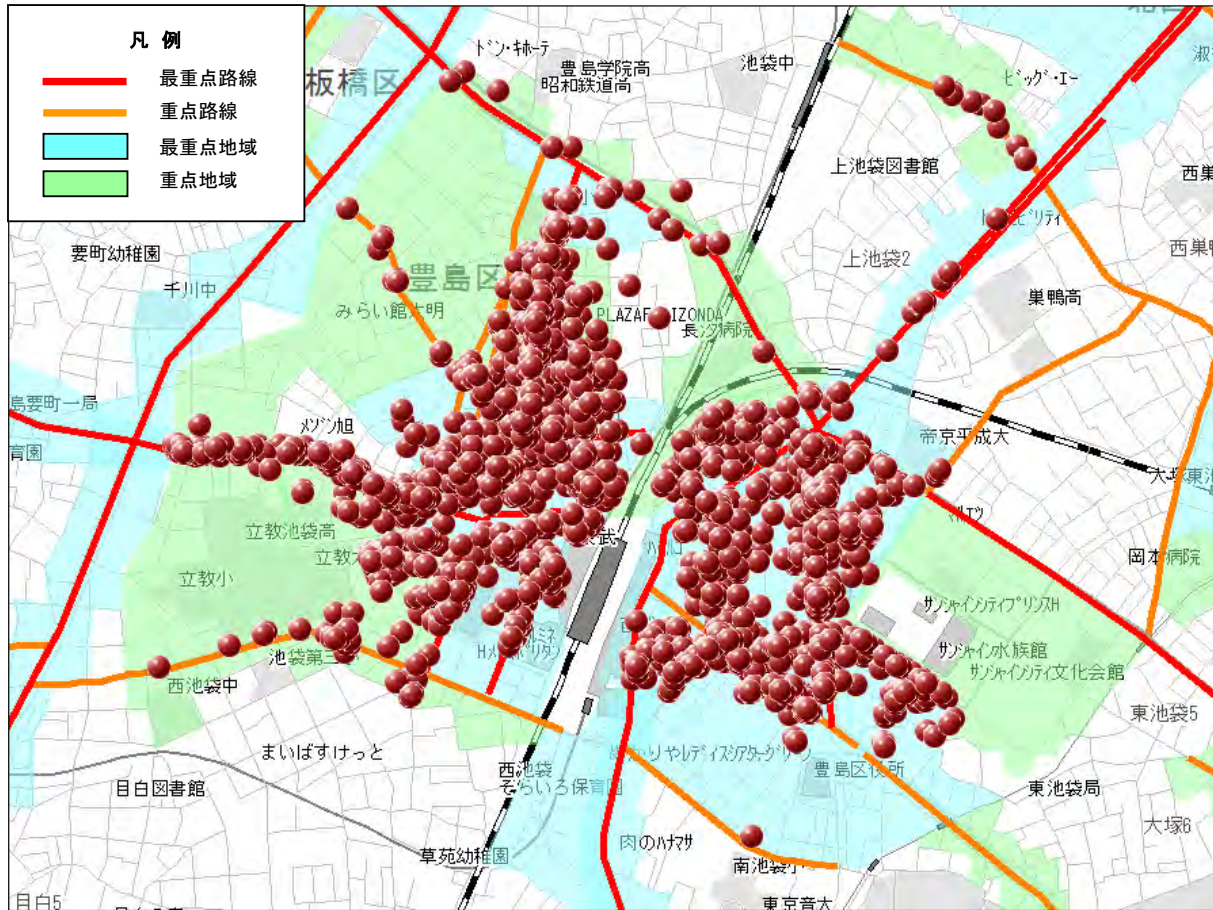 凡 例
最重点路線
重点路線
最重点地域
重点地域
ドン・キホーテ
豊島学院高
昭和鉄道高
池袋中
ビッグ・エー
板橋区
上池袋図書館
西巣
要町幼稚園
千川中
豊島区
みらい館大明
上池袋2
西巣鴨
巣鴨高
長汐病院
島要町一局
育園
メゾン旭
帝京平成大
大塚東池
マルエツ
立教池袋高
立教小
岡本病院
サンシャインシティプリンスH
サンシャイン水族館
サンシャインシティ文化会館
池袋第三小
西池袋中
東池袋5
まいばすけっと
目白図書館
西池袋
そらいろ保育園
豊島区役所
東池袋局
大塚6
草苑幼稚園
肉のハナマサ
南池袋小
目白5
東京音大